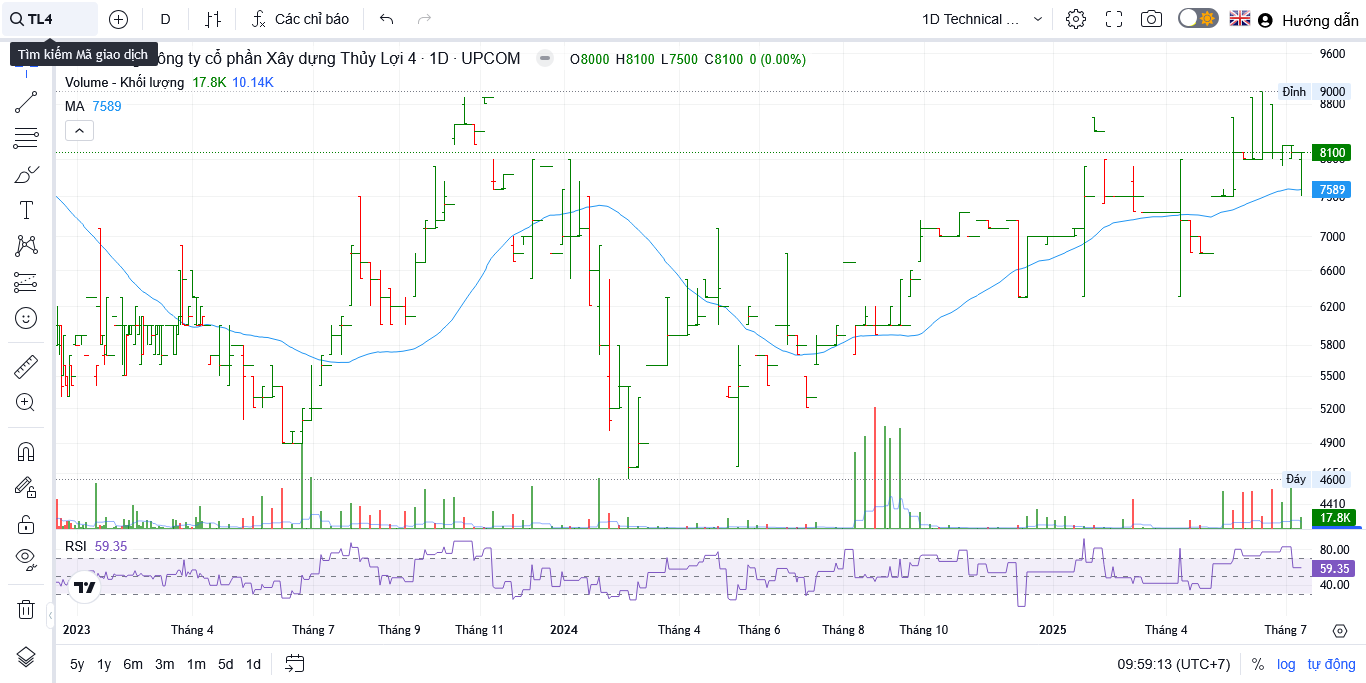 TL4
D
Các chỉ báo
1D Technical ...
Hướng dẫn
Tìm kiếm Mã giao dịch
ông ty cổ phần Xây dựng Thủy Lợi 4 · 1D · UPCOM
O8000 H8100 L7500 C8100 0 (0.00%)
Volume - Khối lượng 17.8K 10.14K
MA 7589
9600
Đỉnh 9000
8800
8100
8000
7589
7500
7000
6600
6200
5800
5500
5200
4900
4650
Đáy 4600
4410
17.8K
RSI 59.35
80.00
59.35
40.00
2023 Tháng 4 Tháng 7 Tháng 9 Tháng 11 2024 Tháng 4 Tháng 6 Tháng 8 Tháng 10 2025 Tháng 4 Tháng 7
5y 1y 6m 3m 1m 5d 1d
09:59:13 (UTC+7) % log tự động